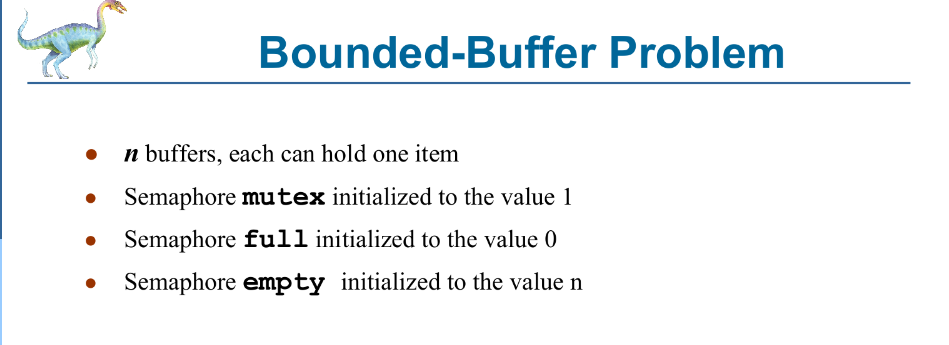 Bounded-Buffer Problem
● n buffers, each can hold one item
● Semaphore mutex initialized to the value 1
● Semaphore full initialized to the value 0
● Semaphore empty initialized to the value n